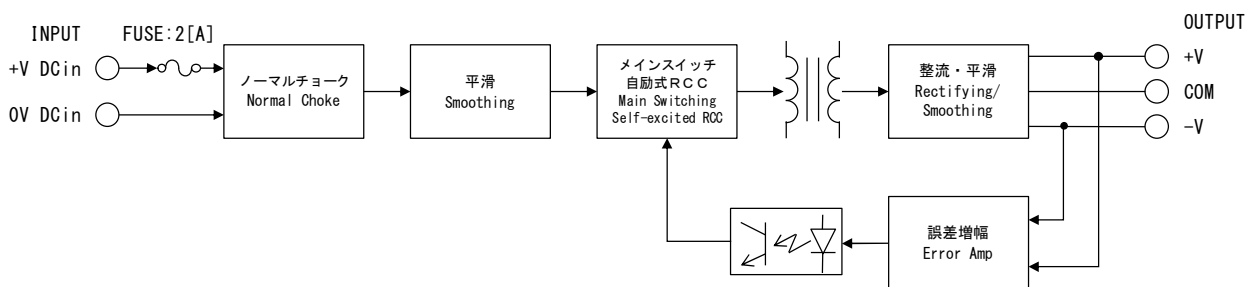 INPUT
FUSE:2[A]
+V DCin
0V DCin
ノーマルチョーク
Normal Choke
平滑
Smoothing
メインスイッチ
自励式RCC
Main Switching
Self-excited RCC
整流・平滑
Rectifying/
Smoothing
OUTPUT
+V
COM
-V
誤差増幅
Error Amp